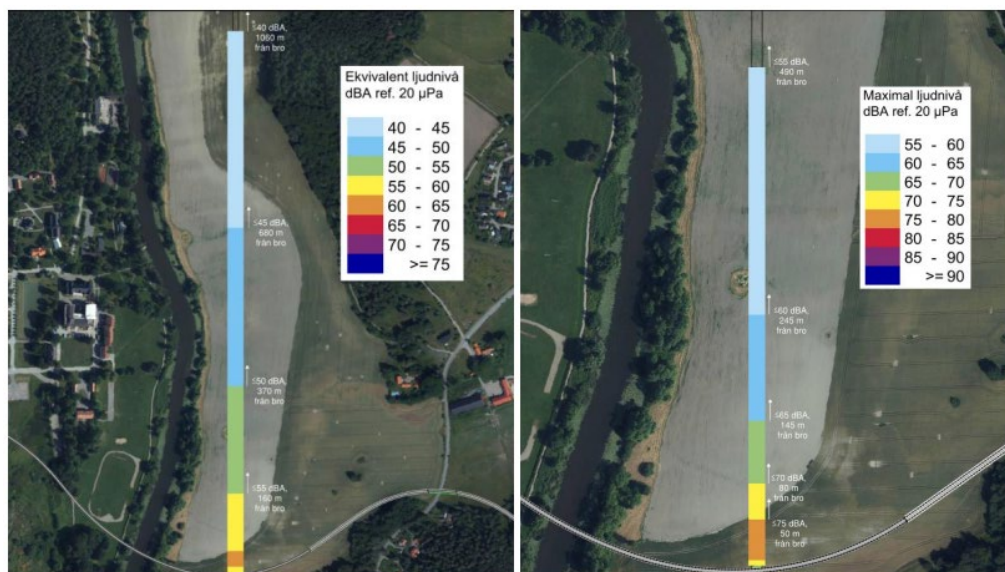 ≤40 dBA,
1060 m
från bro
Ekvivalent ljudnivå
dBA ref. 20 µPa
40 - 45
45 - 50
50 - 55
55 - 60
60 - 65
65 - 70
70 - 75
>= 75
≤45 dBA,
680 m
från bro
≤50 dBA,
370 m
från bro
≤55 dBA,
160 m
från bro
≤55 dBA,
490 m
från bro
Maximal ljudnivå
dBA ref. 20 µPa
55 - 60
60 - 65
65 - 70
70 - 75
75 - 80
80 - 85
85 - 90
>= 90
≤60 dBA,
245 m
från bro
≤65 dBA,
145 m
från bro
≤70 dBA,
80 m
från bro
≤75 dBA,
50 m
från bro